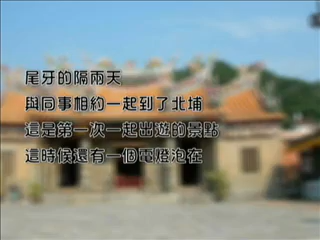 尾牙的隔兩天
與同事相約一起到了北埔
這是第一次一起出遊的景點
這時候還有一個電燈泡在